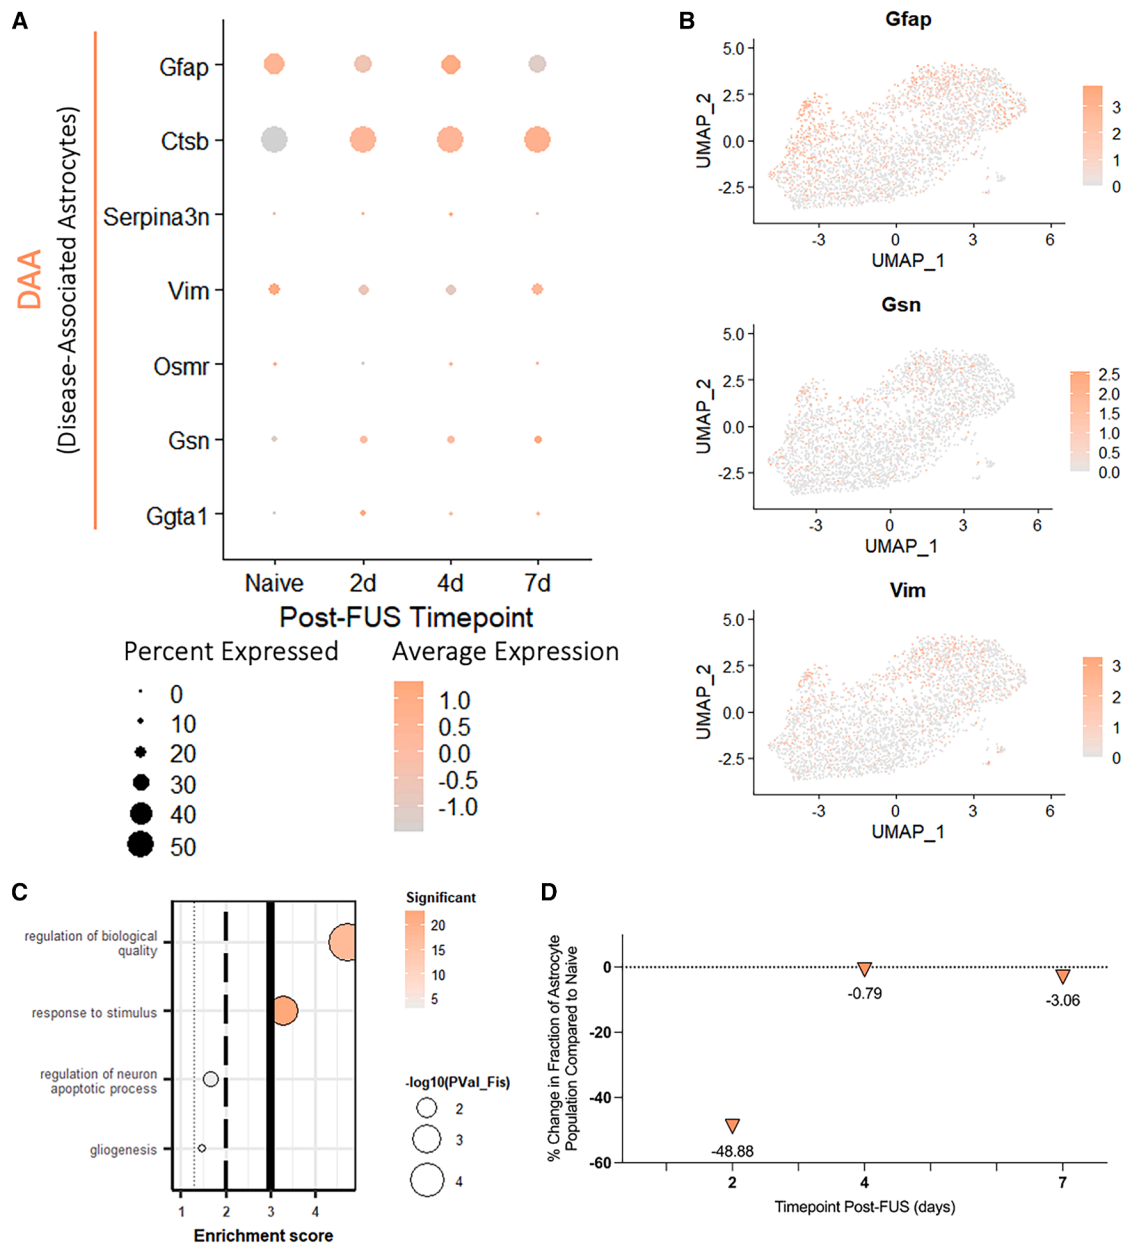 A
DAA
(Disease-Associated Astrocytes)
Gfap
Ctsb
Serpina3n
Vim
Osmr
Gsn
Ggta1
Naive 2d 4d 7d
Post-FUS Timepoint
Percent Expressed
0
10
20
30
40
50
Average Expression
1.0
0.5
0.0
-0.5
-1.0
B
Gfap
UMAP_2
5.0
2.5
0.0
-2.5
-3 0 3 6
UMAP_1
3
2
1
0
Gsn
UMAP_2
5.0
2.5
0.0
-2.5
-3 0 3 6
UMAP_1
2.5
2.0
1.5
1.0
0.5
0.0
Vim
UMAP_2
5.0
2.5
0.0
-2.5
-3 0 3 6
UMAP_1
3
2
1
0
C
regulation of biological
quality
response to stimulus
regulation of neuron
apoptotic process
gliogenesis
1 2 3 4
Enrichment score
Significant
20
15
10
5
-log10(PVal_Fis)
2
3
4
D
% Change in Fraction of Astrocyte
Population Compared to Naive
0
-20
-40
-60
-48.88
-0.79
-3.06
2 4 7
Timepoint Post-FUS (days)